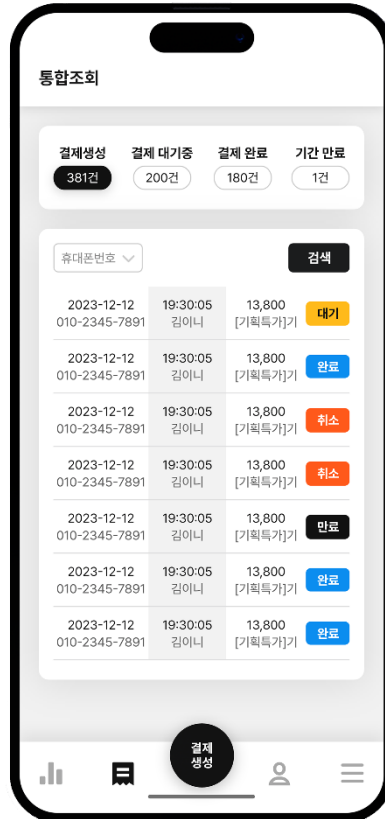 통합조회
결제생성 결제 대기중 결제 완료 기간 만료
381건 200건 180건 1건
휴대폰번호 검색
2023-12-12 19:30:05 13,800 대기
010-2345-7891 김이니 [기획특가]기
2023-12-12 19:30:05 13,800 완료
010-2345-7891 김이니 [기획특가]기
2023-12-12 19:30:05 13,800 취소
010-2345-7891 김이니 [기획특가]기
2023-12-12 19:30:05 13,800 취소
010-2345-7891 김이니 [기획특가]기
2023-12-12 19:30:05 13,800 만료
010-2345-7891 김이니 [기획특가]기
2023-12-12 19:30:05 13,800 완료
010-2345-7891 김이니 [기획특가]기
2023-12-12 19:30:05 13,800 완료
010-2345-7891 김이니 [기획특가]기
결제
생성